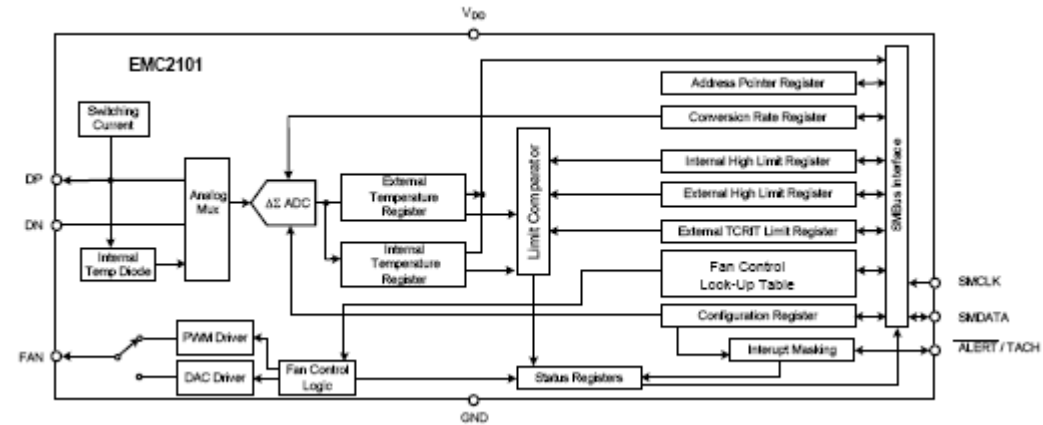 VDD
EMC2101
Switching
Current
Address Pointer Register
Conversion Rate Register
DP
DN
Analog
Mux
ΔΣ ADC
External
Temperature
Register
Internal
Temperature
Register
Limit Comparator
Internal High Limit Register
External High Limit Register
External TCRIT Limit Register
SMBus Interface
Internal
Temp Diode
Fan Control
Look-Up Table
Configuration Register
Interupt Masking
SMCLK
SMDATA
ALERT / TACH
FAN
PWM Driver
DAC Driver
Fan Control
Logic
Status Registers
GND